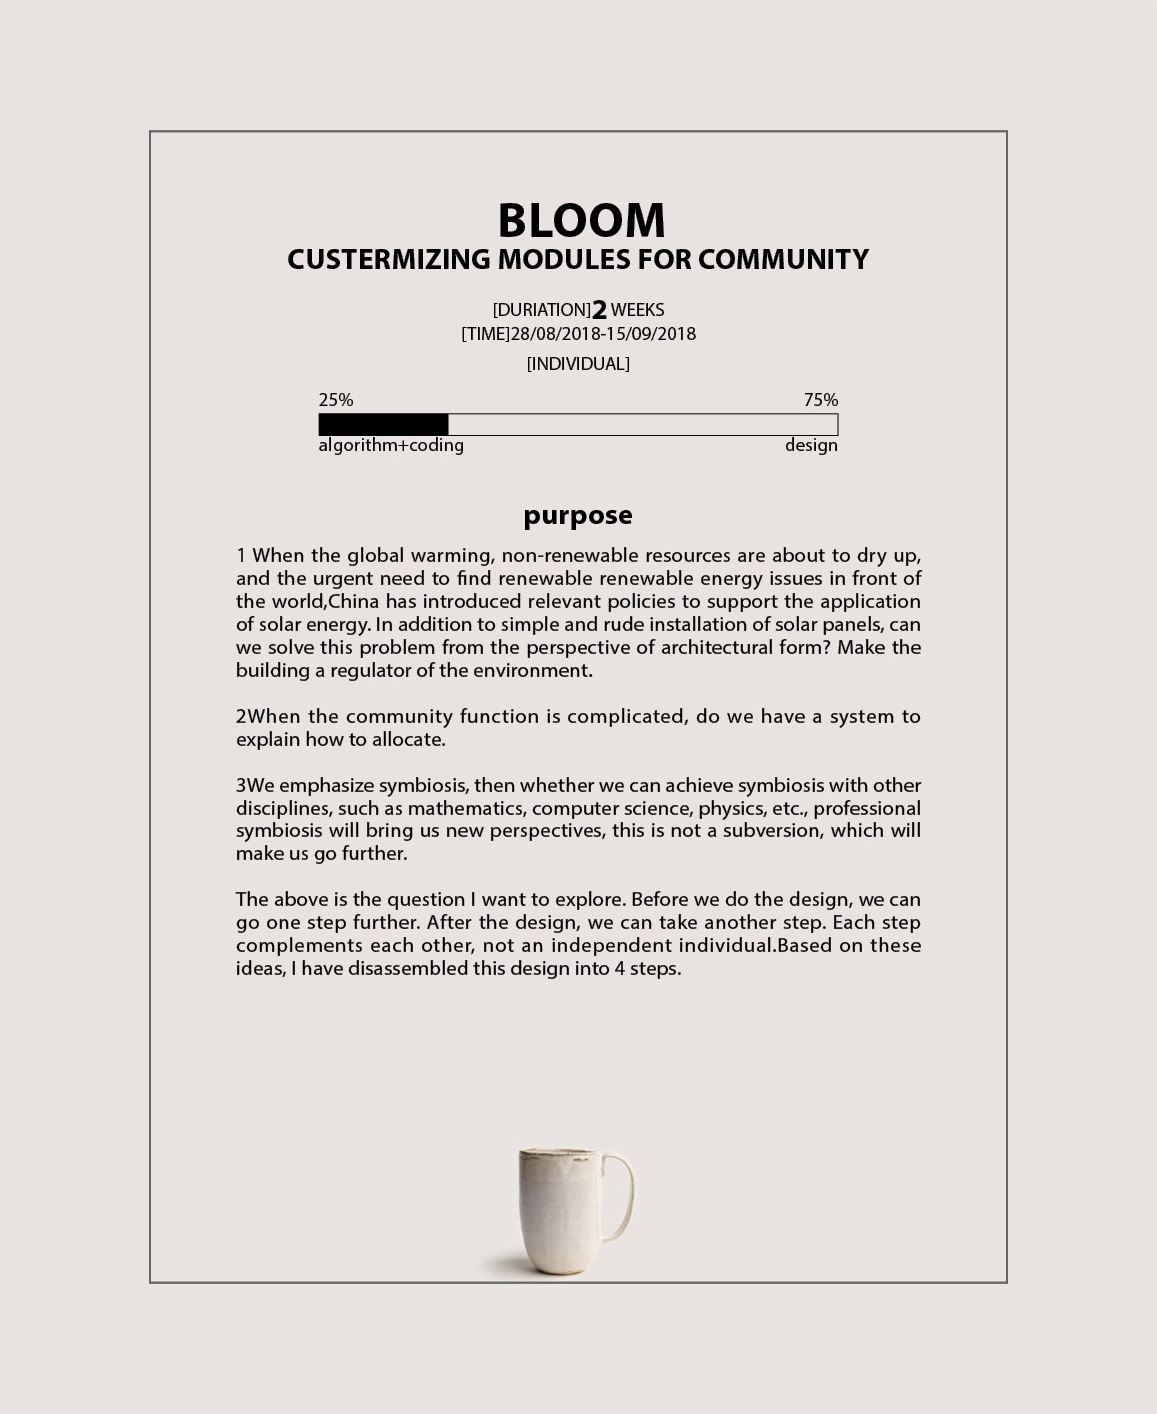 BLOOM
CUSTERMIZING MODULES FOR COMMUNITY
[DURIATION]2 WEEKS
[TIME]28/08/2018-15/09/2018
[INDIVIDUAL]
25% 75%
algorithm+coding design
purpose
1 When the global warming, non-renewable resources are about to dry up,
and the urgent need to find renewable renewable energy issues in front of
the world,China has introduced relevant policies to support the application
of solar energy. In addition to simple and rude installation of solar panels, can
we solve this problem from the perspective of architectural form? Make the
building a regulator of the environment.
2When the community function is complicated, do we have a system to
explain how to allocate.
3We emphasize symbiosis, then whether we can achieve symbiosis with other
disciplines, such as mathematics, computer science, physics, etc., professional
symbiosis will bring us new perspectives, this is not a subversion, which will
make us go further.
The above is the question I want to explore. Before we do the design, we can
go one step further. After the design, we can take another step. Each step
complements each other, not an independent individual.Based on these
ideas, I have disassembled this design into 4 steps.